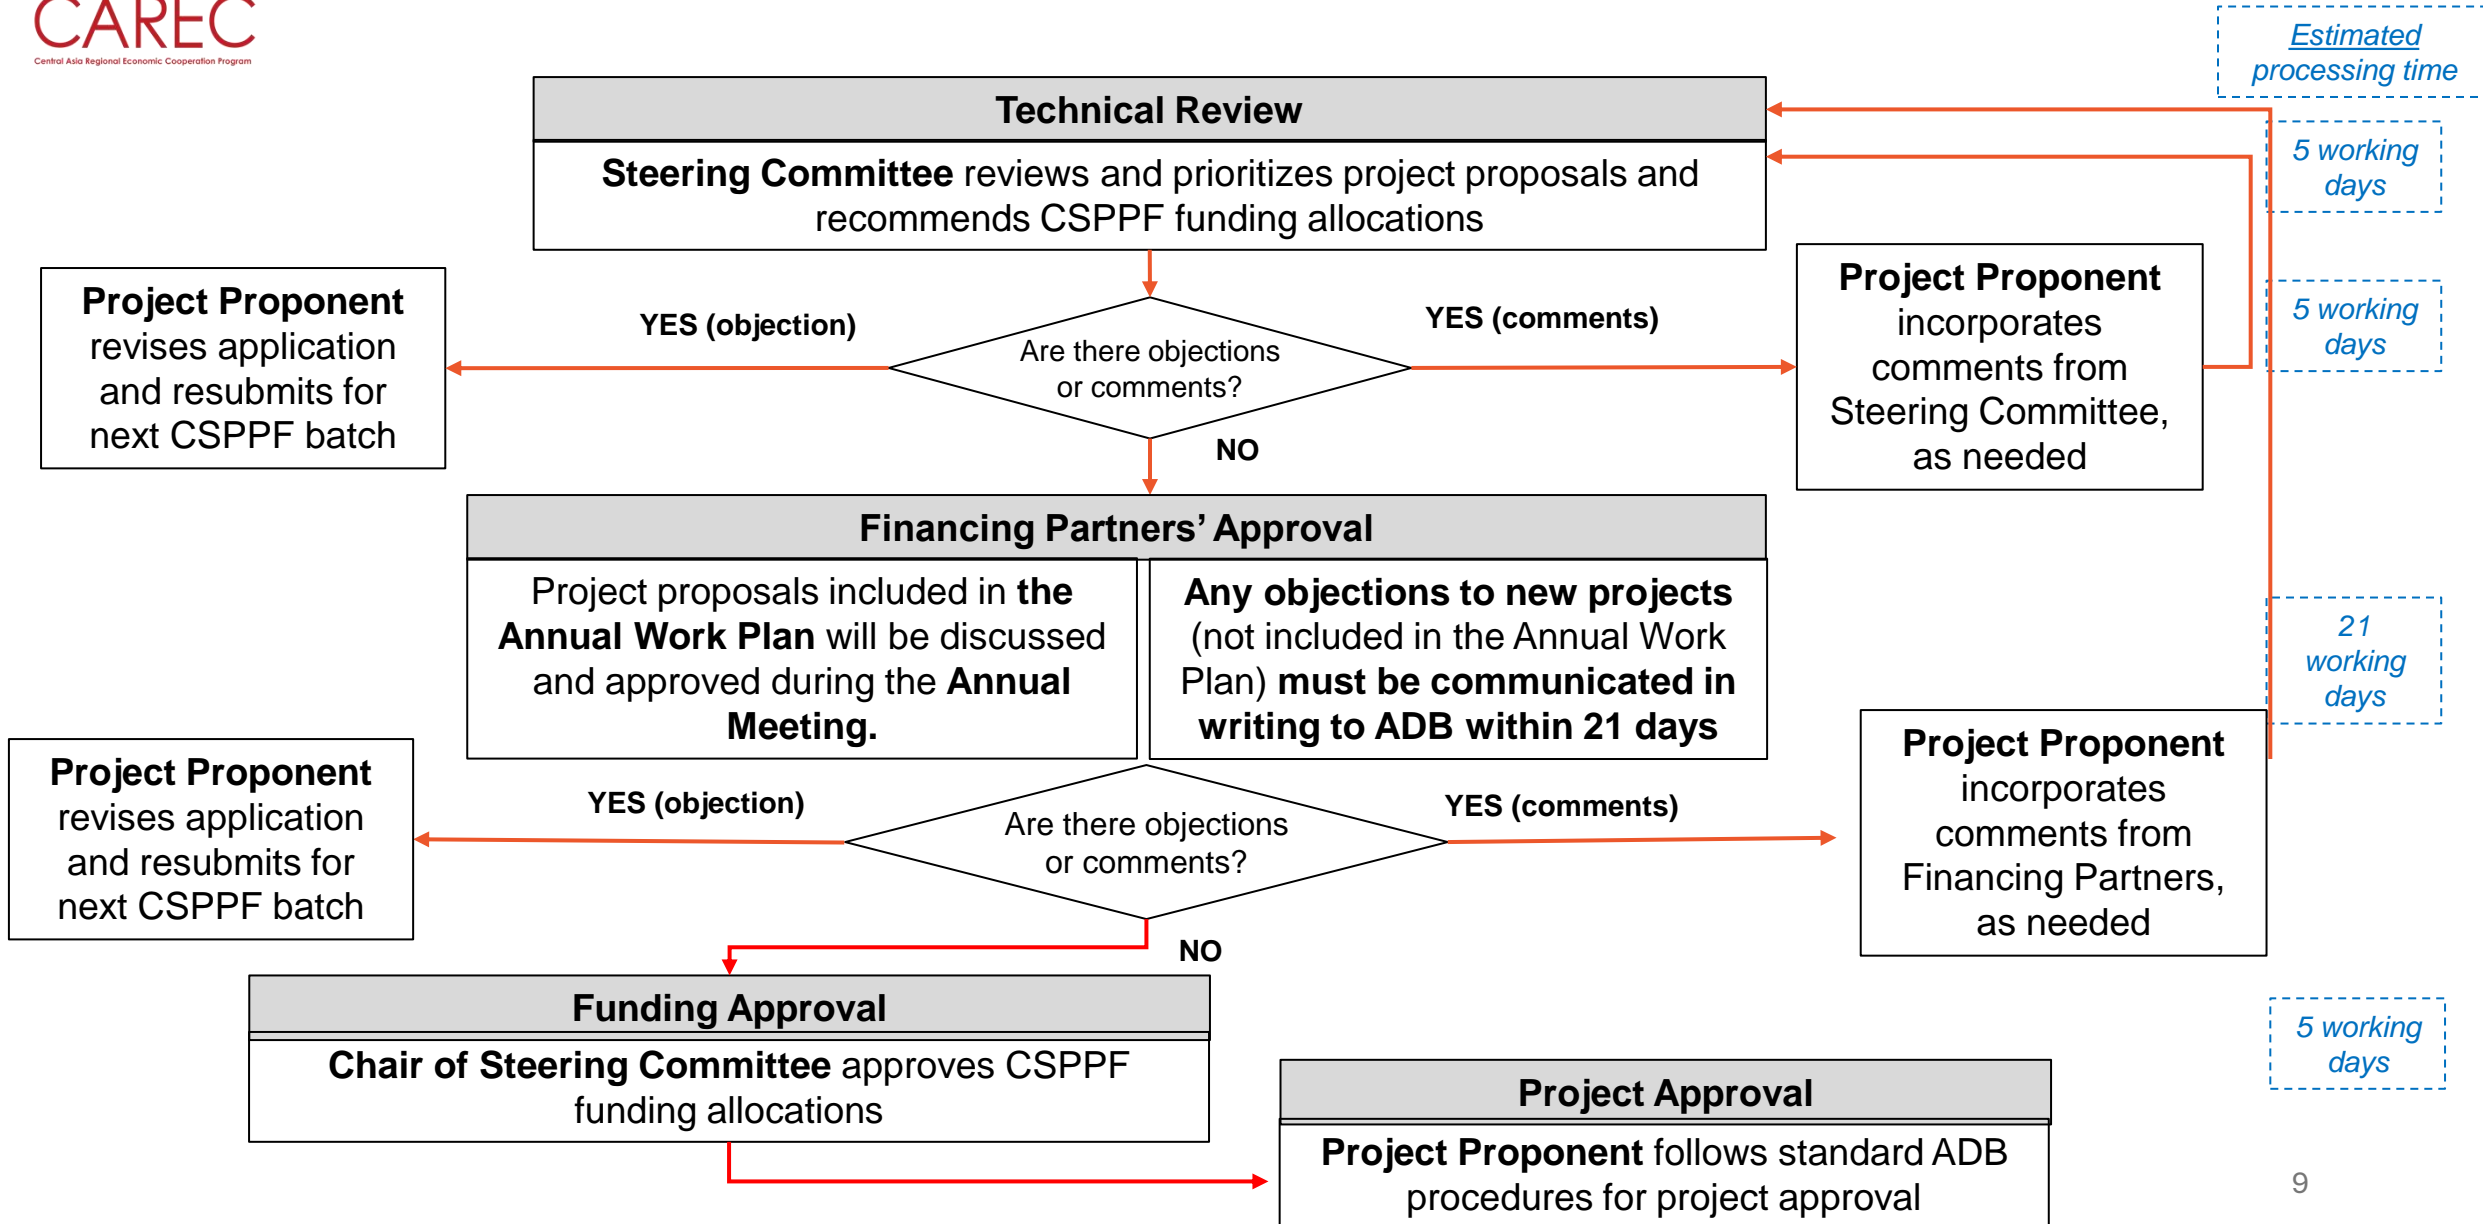 CAREC
Central Asia Regional Economic Cooperation Program
Estimated
processing time
Technical Review
Steering Committee reviews and prioritizes project proposals and
recommends CSPPF funding allocations
5 working
days
Project Proponent
revises application
and resubmits for
next CSPPF batch
YES (objection)
Are there objections
or comments?
YES (comments)
NO
Project Proponent
incorporates
comments from
Steering Committee,
as needed
5 working
days
Financing Partners’ Approval
Project proposals included in the
Annual Work Plan will be discussed
and approved during the Annual
Meeting.
Any objections to new projects
(not included in the Annual Work
Plan) must be communicated in
writing to ADB within 21 days
21
working
days
Project Proponent
revises application
and resubmits for
next CSPPF batch
YES (objection)
Are there objections
or comments?
YES (comments)
NO
Project Proponent
incorporates
comments from
Financing Partners,
as needed
Funding Approval
Chair of Steering Committee approves CSPPF
funding allocations
5 working
days
Project Approval
Project Proponent follows standard ADB
procedures for project approval
9